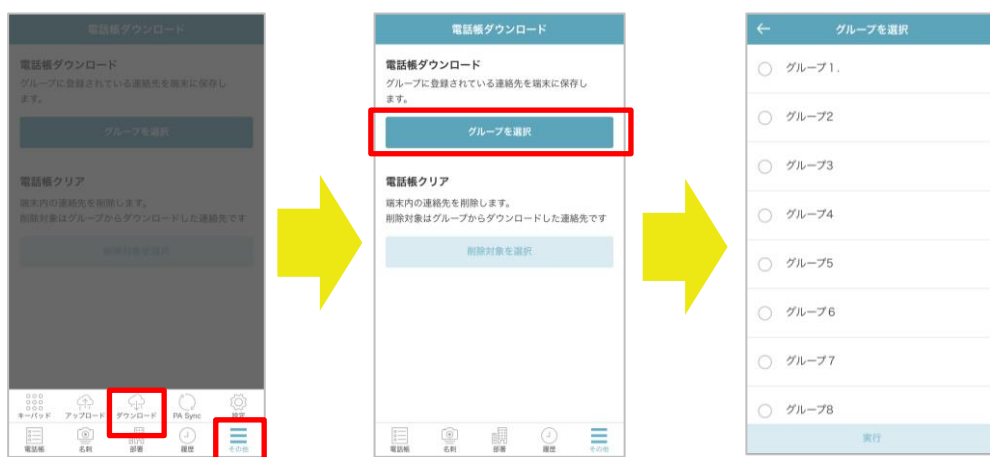 電話帳ダウンロード
電話帳ダウンロード
グループに登録されている連絡先を端末に保存し
ます。
グループを選択
電話帳クリア
端末内の連絡先を削除します。
削除対象はグループからダウンロードした連絡先です
削除対象を選択
キーパッド アップロード ダウンロード PA Sync 設定
電話帳 名刺 部署 履歴 その他
電話帳ダウンロード
電話帳ダウンロード
グループに登録されている連絡先を端末に保存し
ます。
グループを選択
電話帳クリア
端末内の連絡先を削除します。
削除対象はグループからダウンロードした連絡先です
削除対象を選択
電話帳 名刺 部署 履歴 その他
グループを選択
グループ1.
グループ2
グループ3
グループ4
グループ5
グループ6
グループ7
グループ8
実行